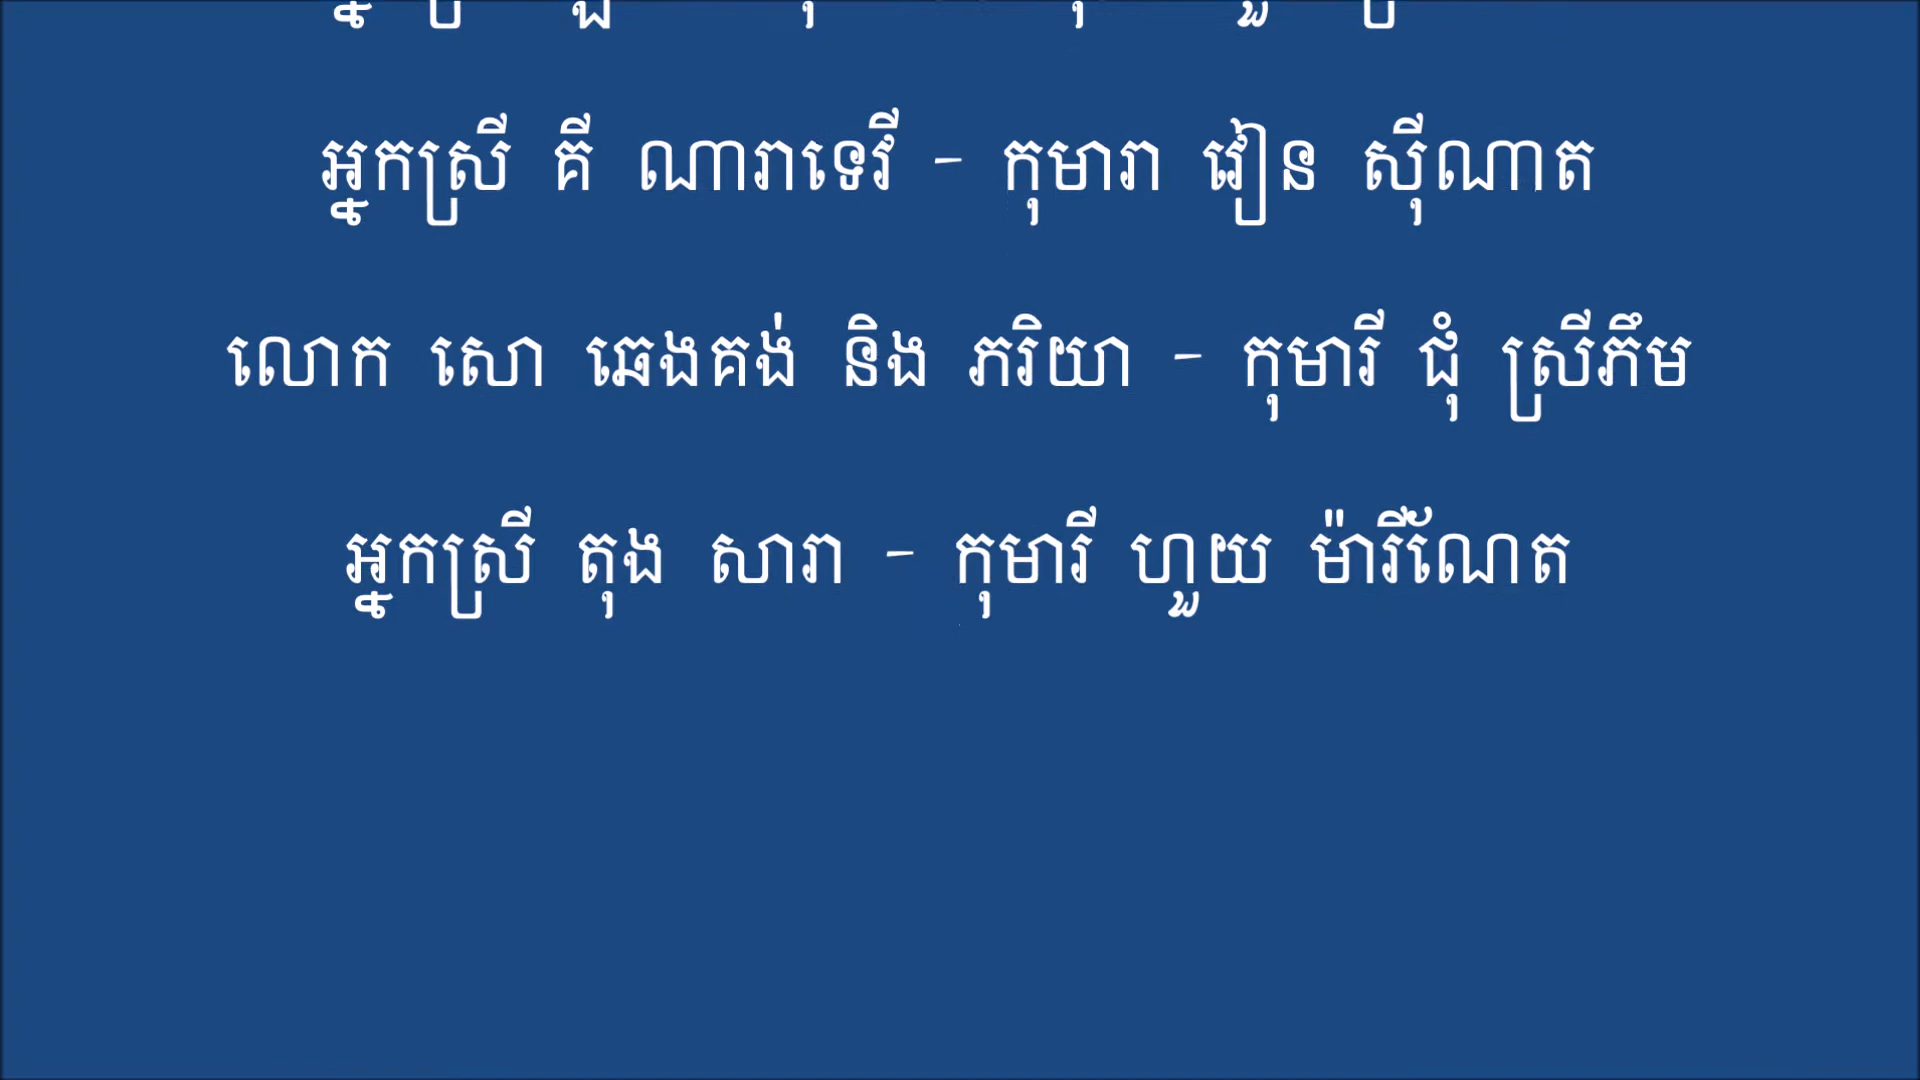 អ្នកស្រី គី ណារាទេវី - កុមារា វៀន ស៊ីណាត
លោក សោ ឆេងគង់ និង ភរិយា - កុមារី ជុំ ស្រីភឹម
អ្នកស្រី តុង សារា - កុមារី ហួយ ម៉ារីណែត